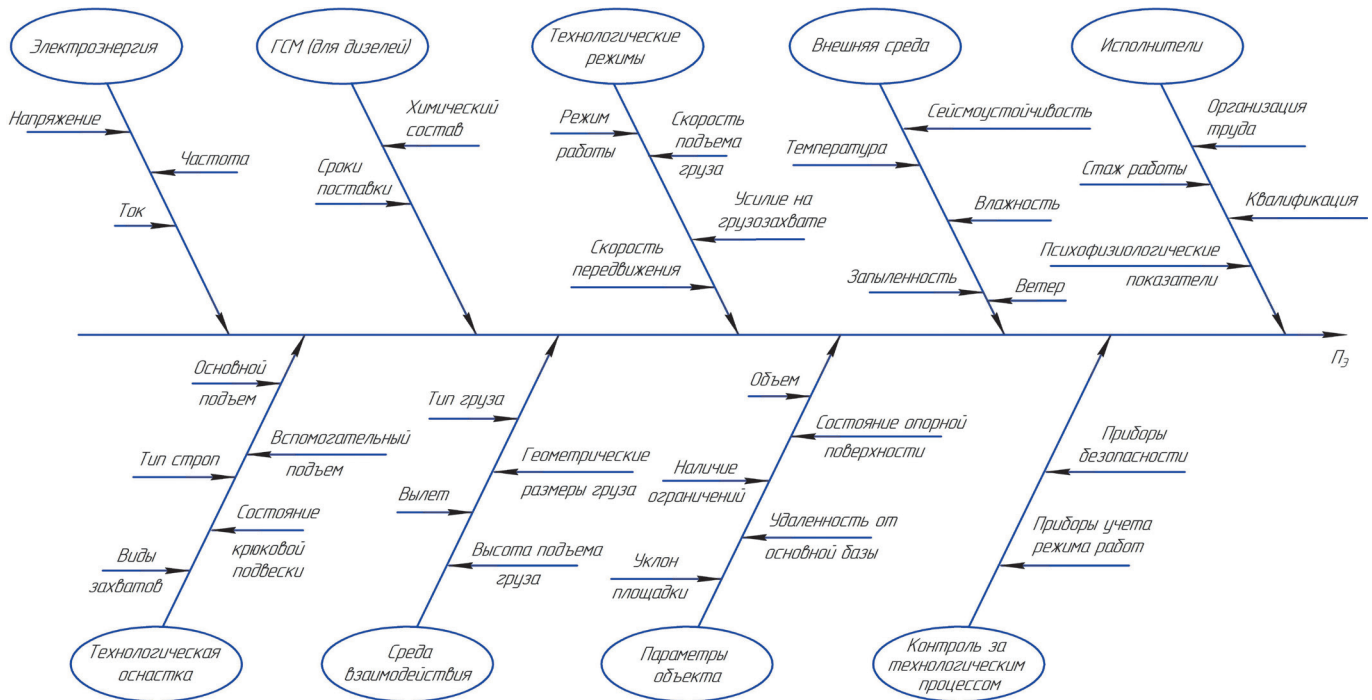 Электроэнергия
ГСМ (для дизелей)
Технологические
режимы
Внешняя среда
Исполнители
Напряжение
Частота
Ток
Химический
состав
Сроки
поставки
Режим
работы
Скорость
подъема
груза
Усилие на
грузозахвате
Скорость
передвижения
Сейсмоустойчивость
Температура
Влажность
Запыленность
Ветер
Организация
труда
Стаж работы
Квалификация
Психофизиологические
показатели
Пэ
Основной
подъем
Вспомогательный
подъем
Тип строп
Состояние
крюковой
подвески
Виды
захватов
Тип груза
Геометрические
размеры груза
Вылет
Высота подъема
груза
Объем
Состояние опорной
поверхности
Наличие
ограничений
Удаленность от
основной базы
Уклон
площадки
Приборы
безопасности
Приборы учета
режима работ
Технологическая
оснастка
Среда
взаимодействия
Параметры
объекта
Контроль за
технологическим
процессом